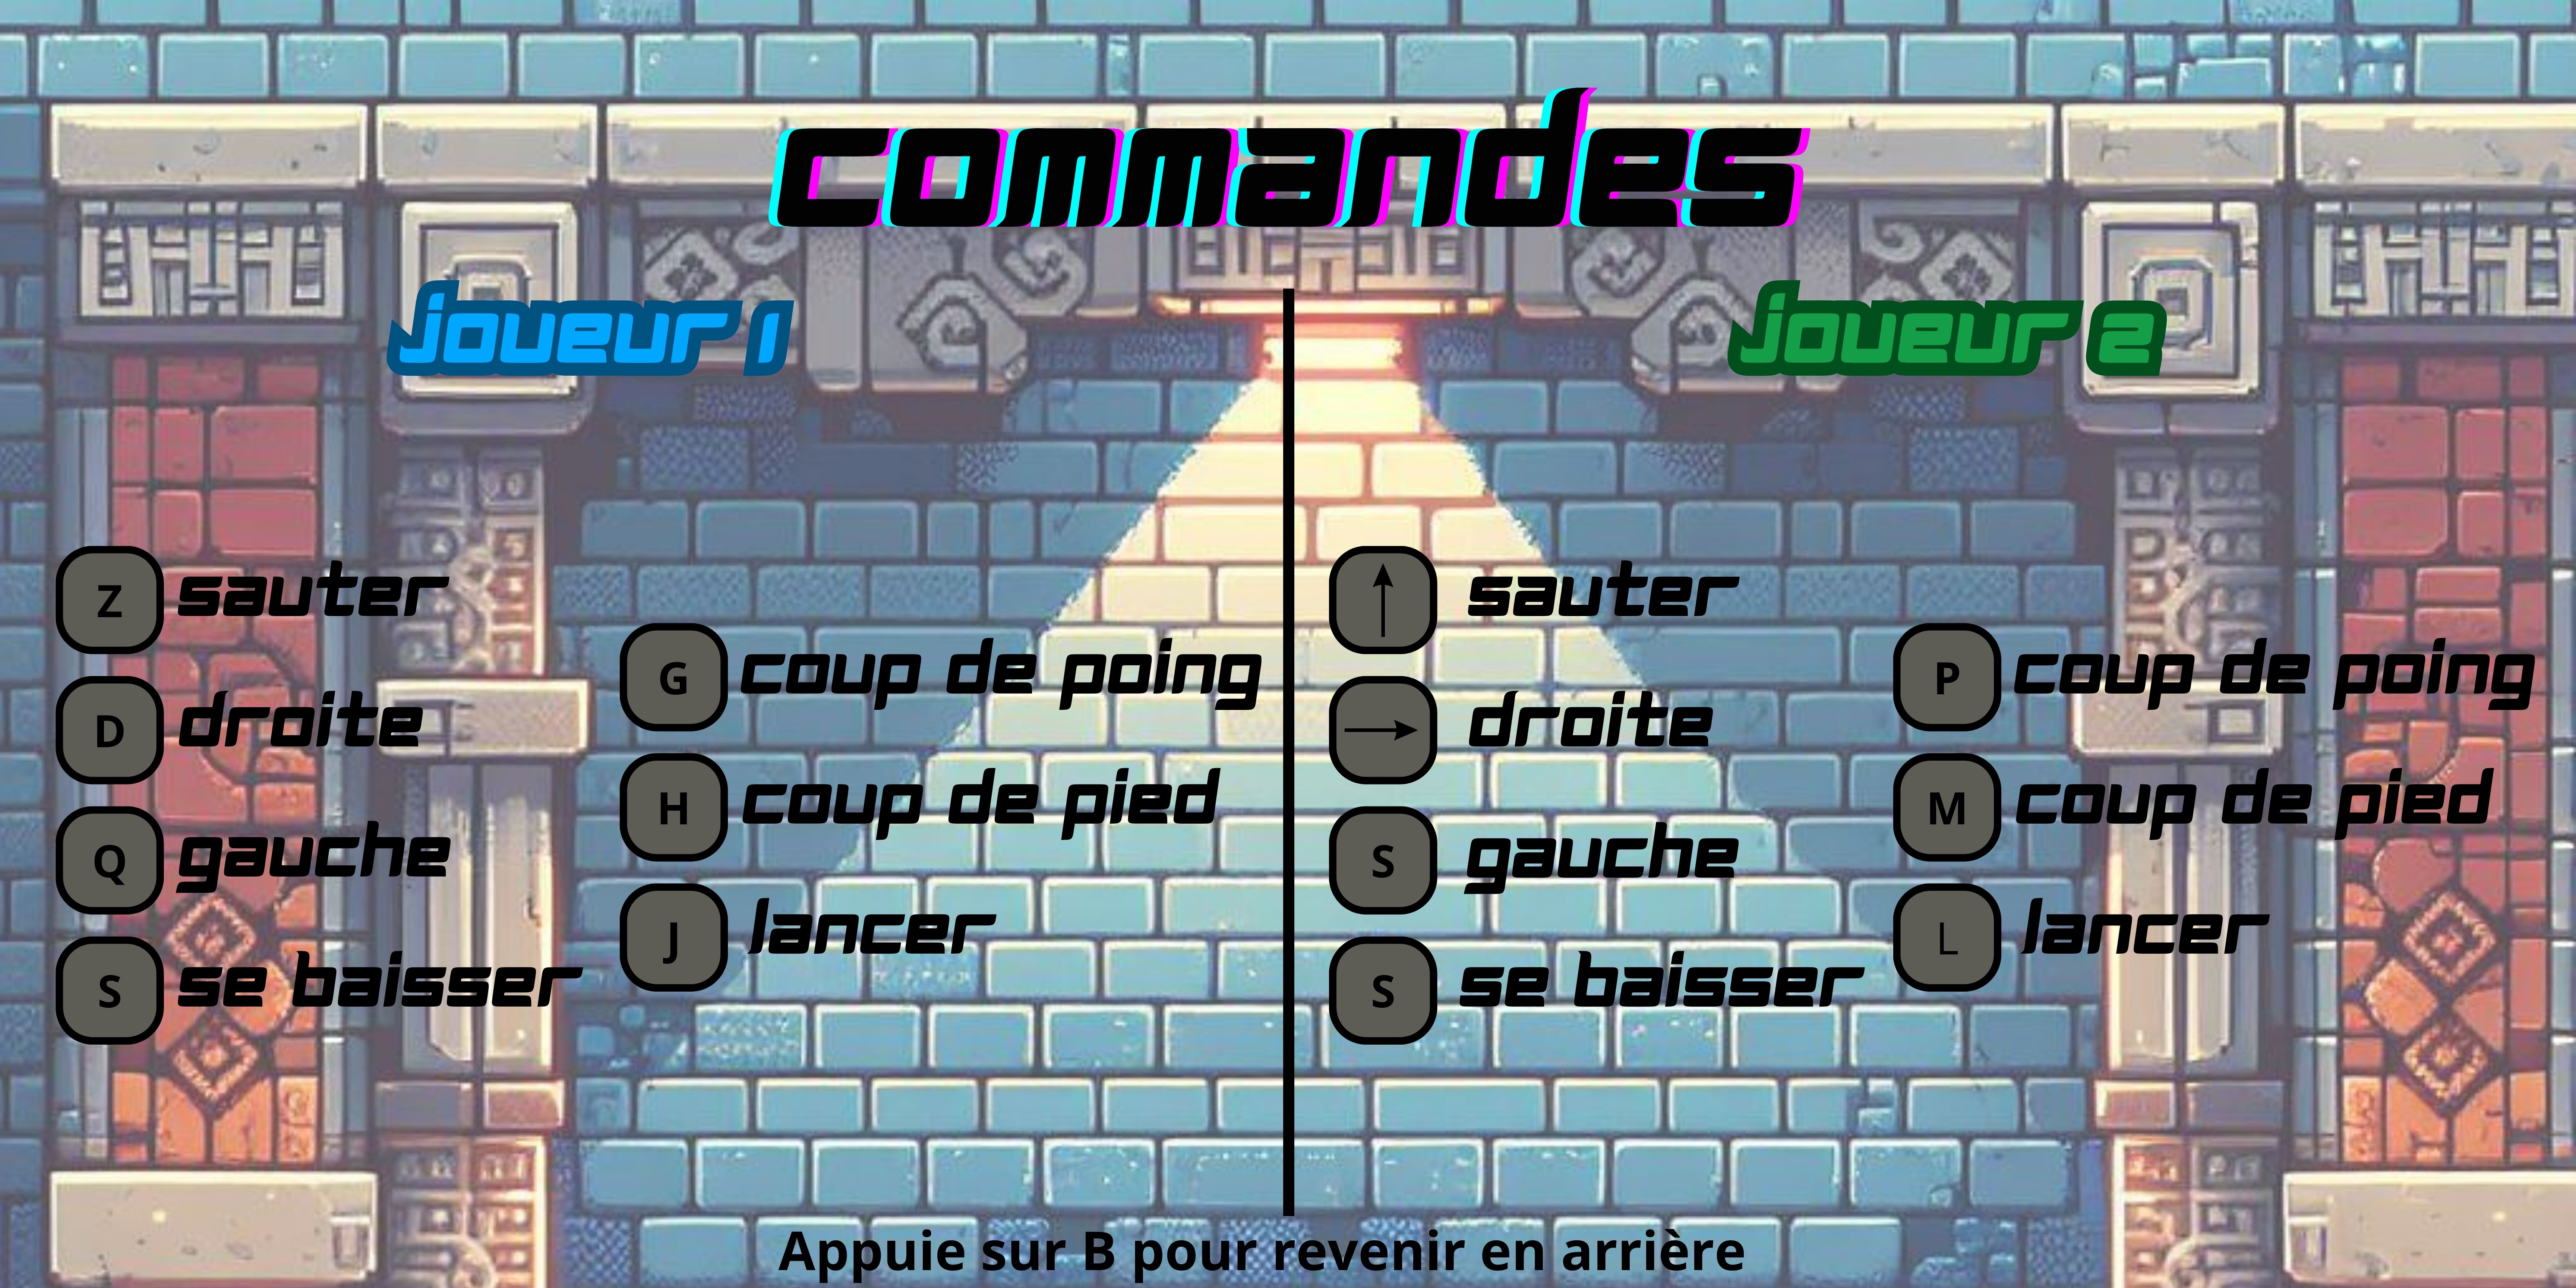 commandes
joueur 1
Z sauter
D droite
Q gauche
S se baisser
G coup de poing
H coup de pied
J lancer
joueur 2
↑ sauter
→ droite
S gauche
S se baisser
P coup de poing
M coup de pied
L lancer
Appuie sur B pour revenir en arrière